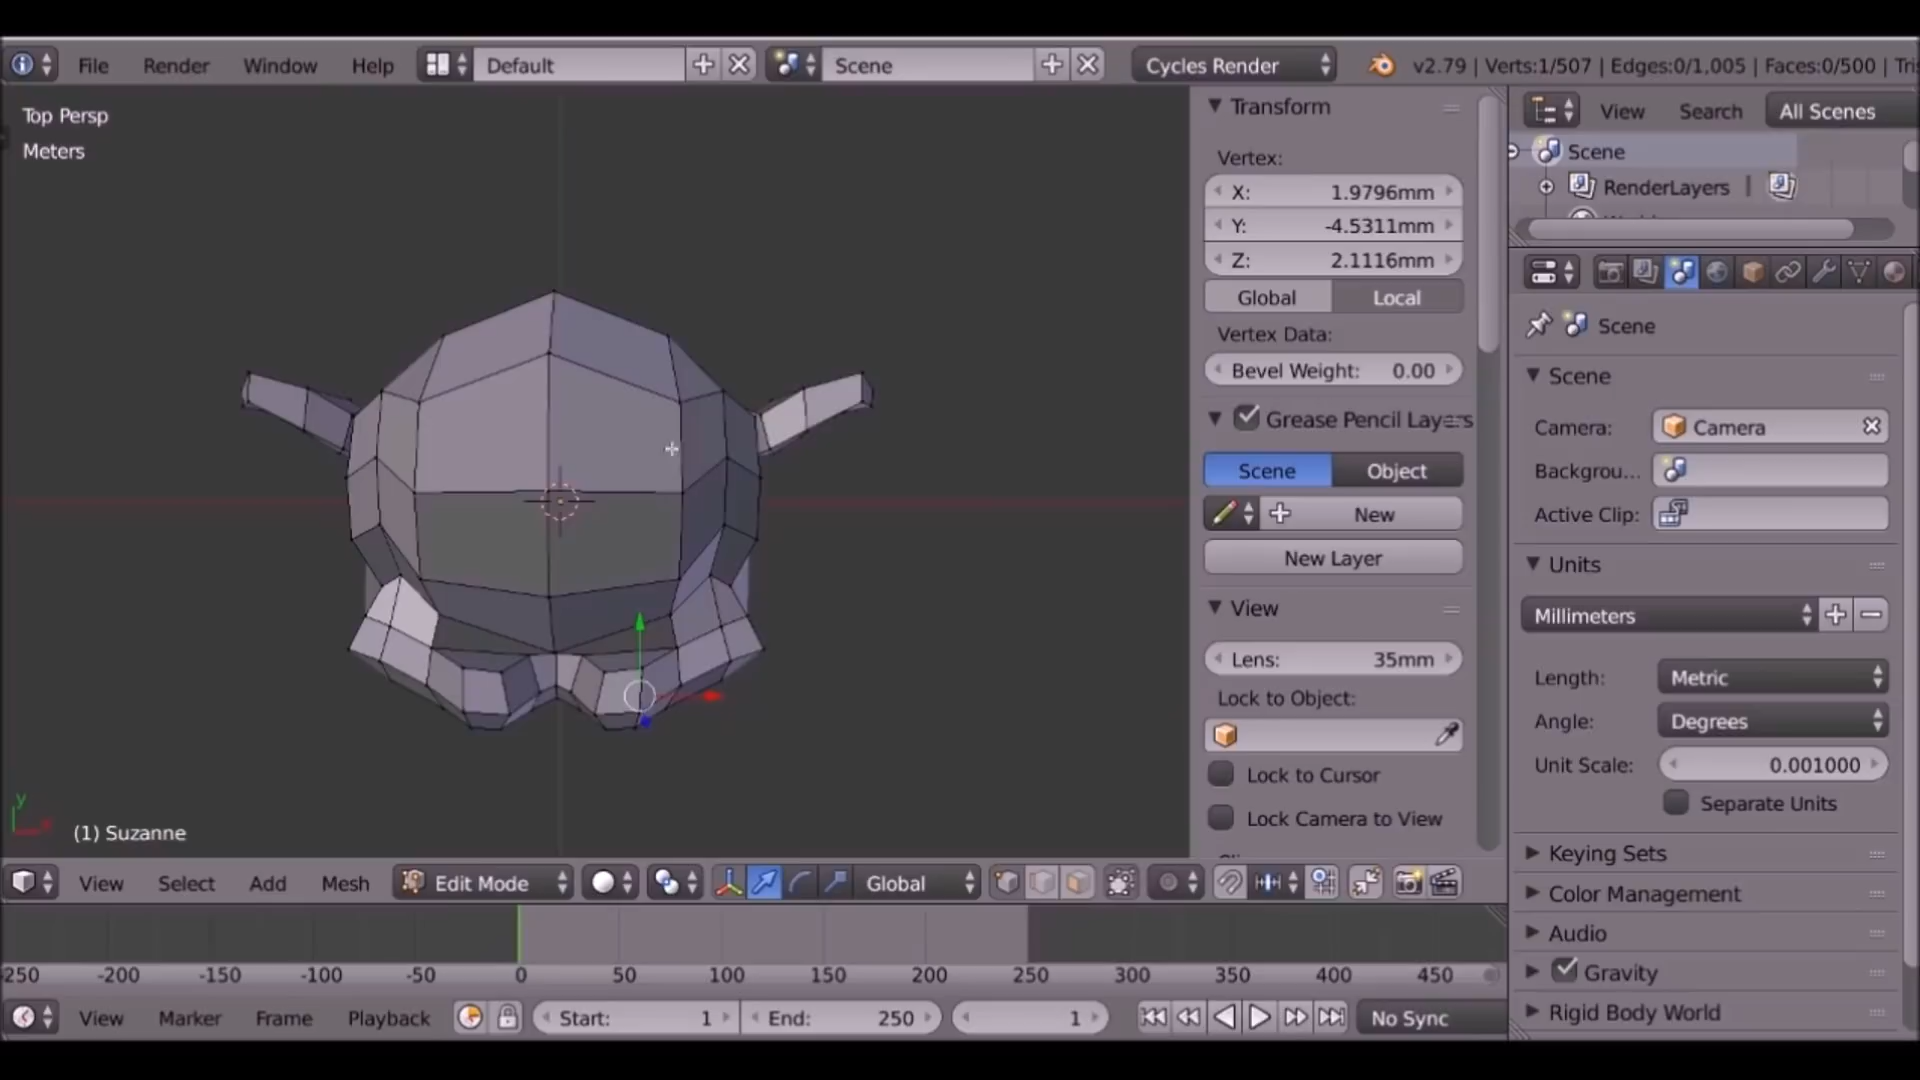 File Render Window Help Default Scene Cycles Render v2.79 | Verts:1/507 | Edges:0/1,005 | Faces:0/500 | Tri
Top Persp
Meters
(1) Suzanne
y
Transform
Vertex:
X: 1.9796mm
Y: -4.5311mm
Z: 2.1116mm
Global Local
Vertex Data:
Bevel Weight: 0.00
Grease Pencil Layers
Scene Object
New
New Layer
View
Lens: 35mm
Lock to Object:
Lock to Cursor
Lock Camera to View
View Search All Scenes
Scene
RenderLayers
Scene
Scene
Camera: Camera
Backgrou...
Active Clip:
Units
Millimeters
Length: Metric
Angle: Degrees
Unit Scale: 0.001000
Separate Units
Keying Sets
Color Management
Audio
Gravity
Rigid Body World
View Select Add Mesh Edit Mode Global
-250 -200 -150 -100 -50 0 50 100 150 200 250 300 350 400 450
View Marker Frame Playback Start: 1 End: 250 1 No Sync